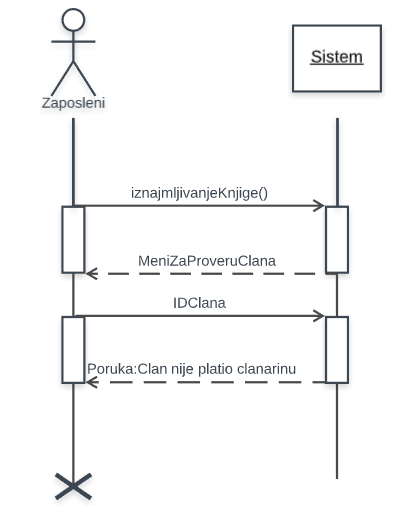 Zaposleni
Sistem
iznajmljivanjeKnjige()
MeniZaProveruClana
IDClana
Poruka:Clan nije platio clanarinu